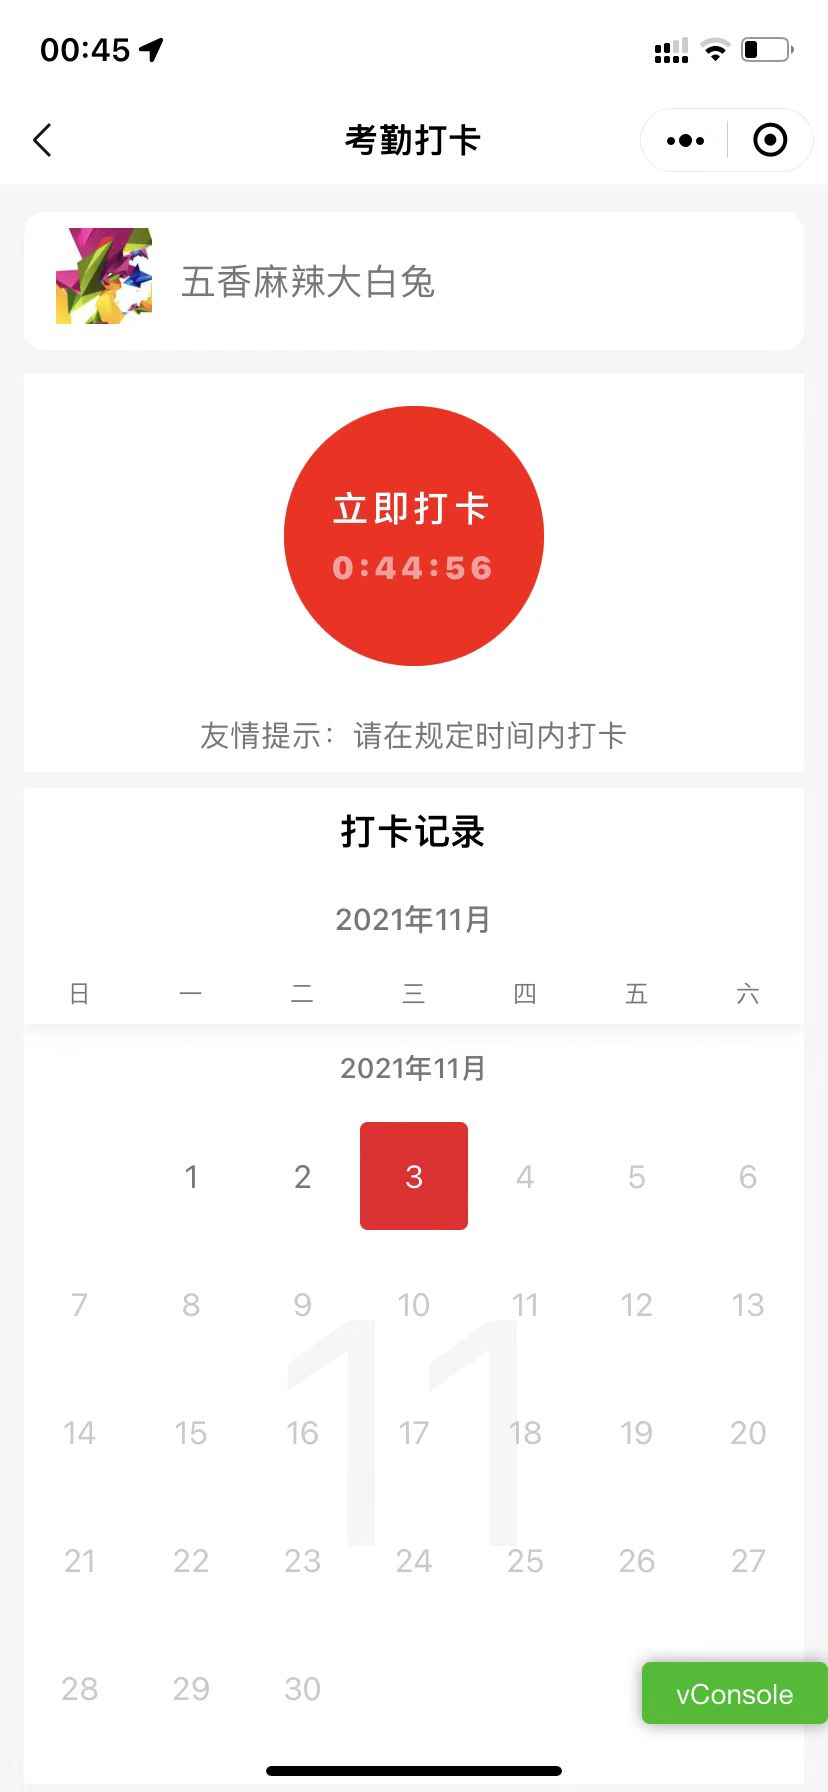 00:45
考勤打卡
五香麻辣大白兔
立即打卡
0:44:56
友情提示：请在规定时间内打卡
打卡记录
2021年11月
日 一 二 三 四 五 六
2021年11月
1 2 3 4 5 6
7 8 9 10 11 12 13
11
14 15 16 17 18 19 20
21 22 23 24 25 26 27
28 29 30
vConsole